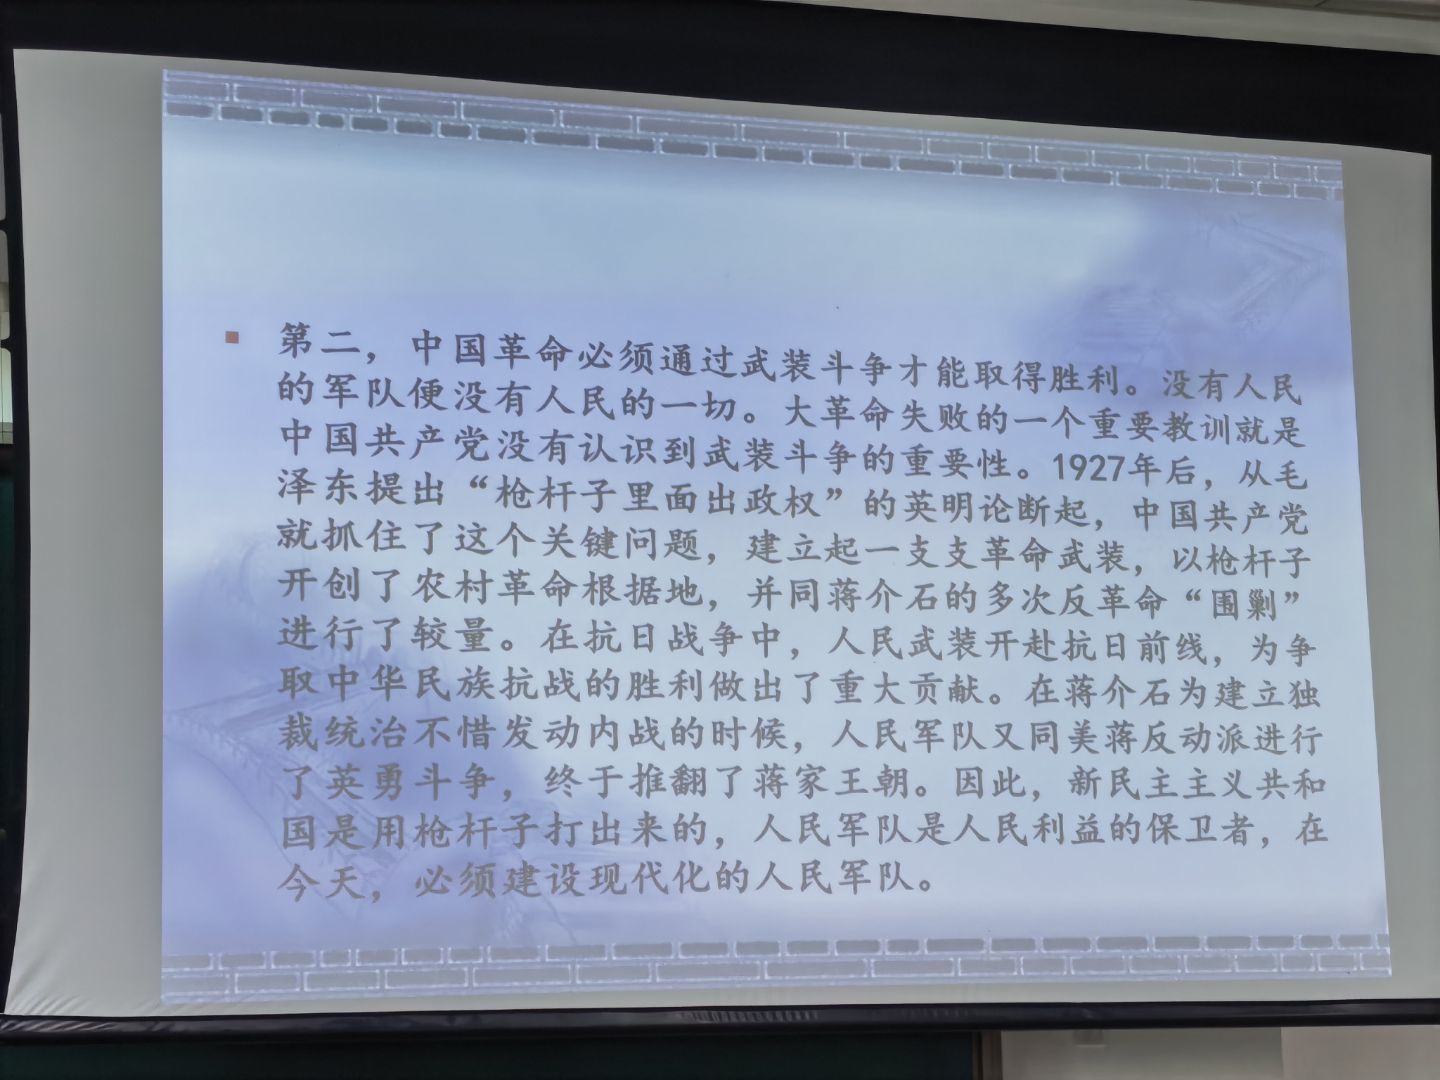 第二，中国革命必须通过武装斗争才能取得胜利。没有人民
的军队便没有人民的一切。大革命失败的一个重要教训就是
中国共产党没有认识到武装斗争的重要性。1927年后，从毛
泽东提出“枪杆子里面出政权”的英明论断起，中国共产党
就抓住了这个关键问题，建立起一支支革命武装，以枪杆子
开创了农村革命根据地，并同蒋介石的多次反革命“围剿”
进行了较量。在抗日战争中，人民武装开赴抗日前线，为争
取中华民族抗战的胜利做出了重大贡献。在蒋介石为建立独
裁统治不惜发动内战的时候，人民军队又同美蒋反动派进行
了英勇斗争，终于推翻了蒋家王朝。因此，新民主主义共和
国是用枪杆子打出来的，人民军队是人民利益的保卫者，在
今天，必须建设现代化的人民军队。